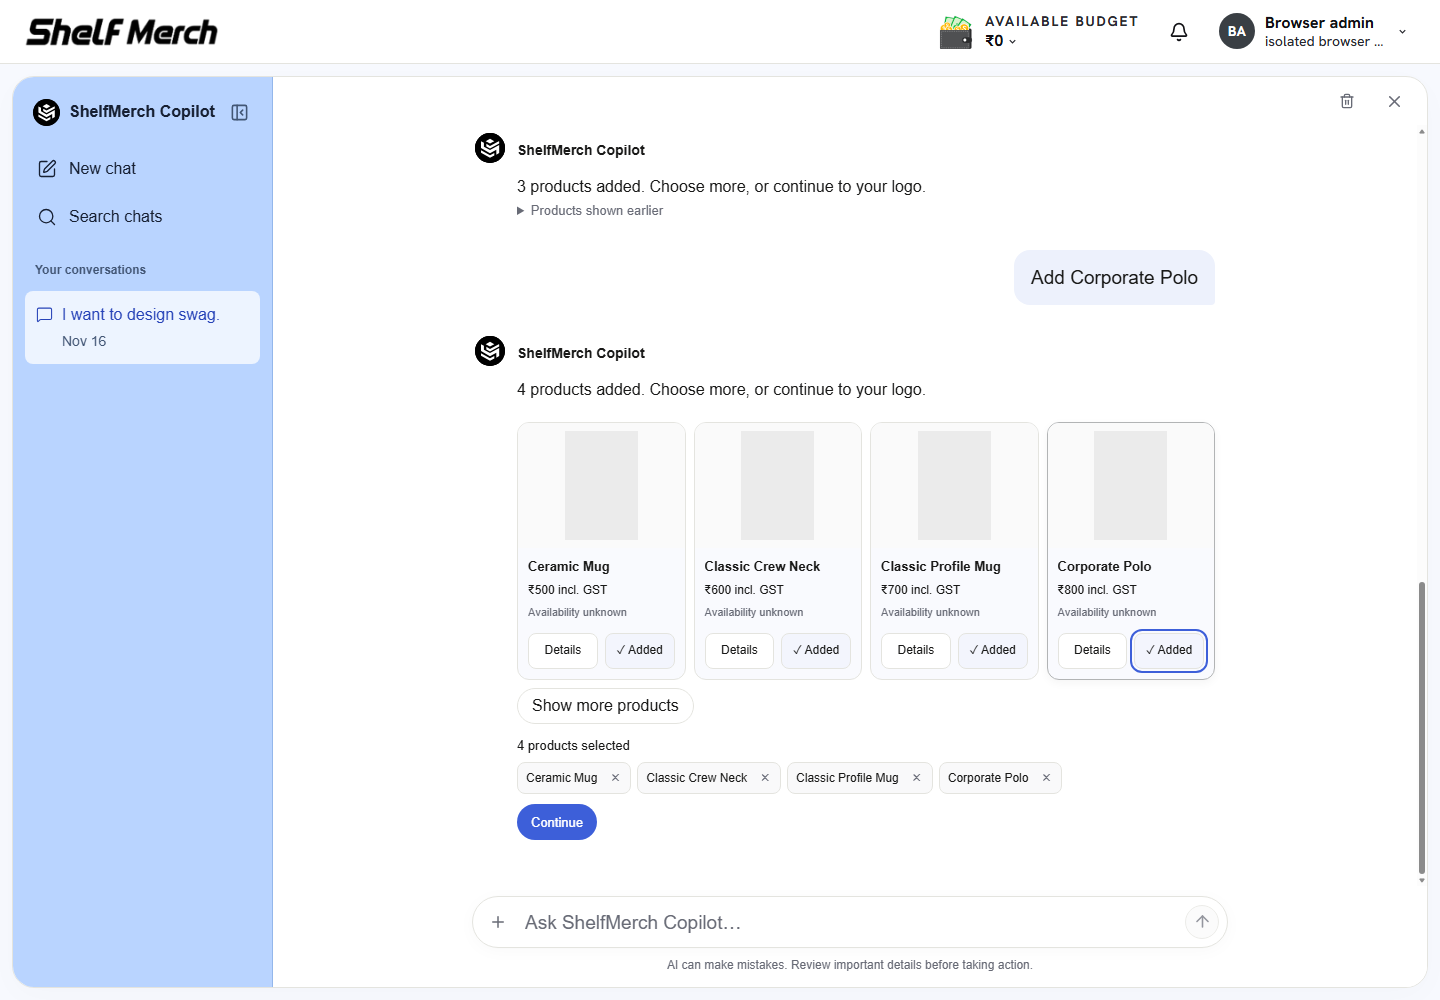 Shelf Merch
AVAILABLE BUDGET
₹0
BA
Browser admin
isolated browser ...
ShelfMerch Copilot
New chat
Search chats
Your conversations
I want to design swag.
Nov 16
ShelfMerch Copilot
3 products added. Choose more, or continue to your logo.
Products shown earlier
Add Corporate Polo
ShelfMerch Copilot
4 products added. Choose more, or continue to your logo.
Ceramic Mug
₹500 incl. GST
Availability unknown
Details
✓ Added
Classic Crew Neck
₹600 incl. GST
Availability unknown
Details
✓ Added
Classic Profile Mug
₹700 incl. GST
Availability unknown
Details
✓ Added
Corporate Polo
₹800 incl. GST
Availability unknown
Details
✓ Added
Show more products
4 products selected
Ceramic Mug ×
Classic Crew Neck ×
Classic Profile Mug ×
Corporate Polo ×
Continue
Ask ShelfMerch Copilot…
AI can make mistakes. Review important details before taking action.